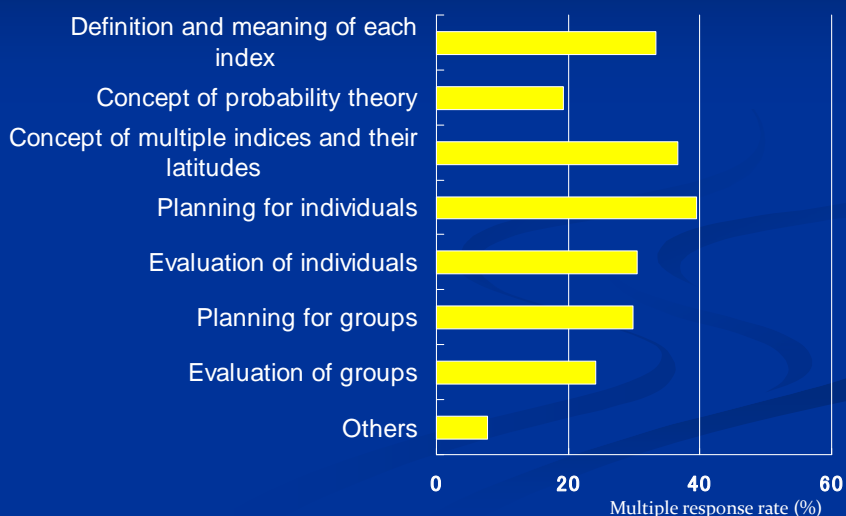 Definition and meaning of each
index
Concept of probability theory
Concept of multiple indices and their
latitudes
Planning for individuals
Evaluation of individuals
Planning for groups
Evaluation of groups
Others
0 20 40 60
Multiple response rate (%)